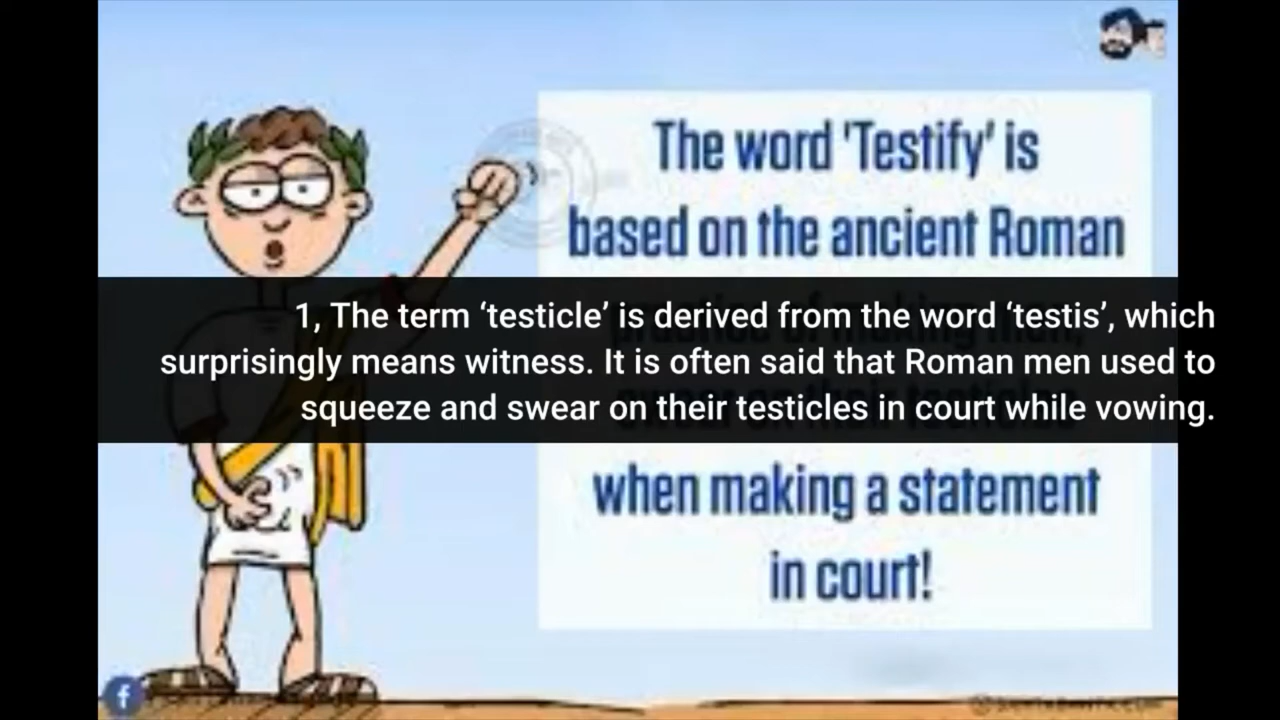 The word 'Testify' is
based on the ancient Roman
1, The term ‘testicle’ is derived from the word ‘testis’, which
surprisingly means witness. It is often said that Roman men used to
squeeze and swear on their testicles in court while vowing.
when making a statement
in court!
f